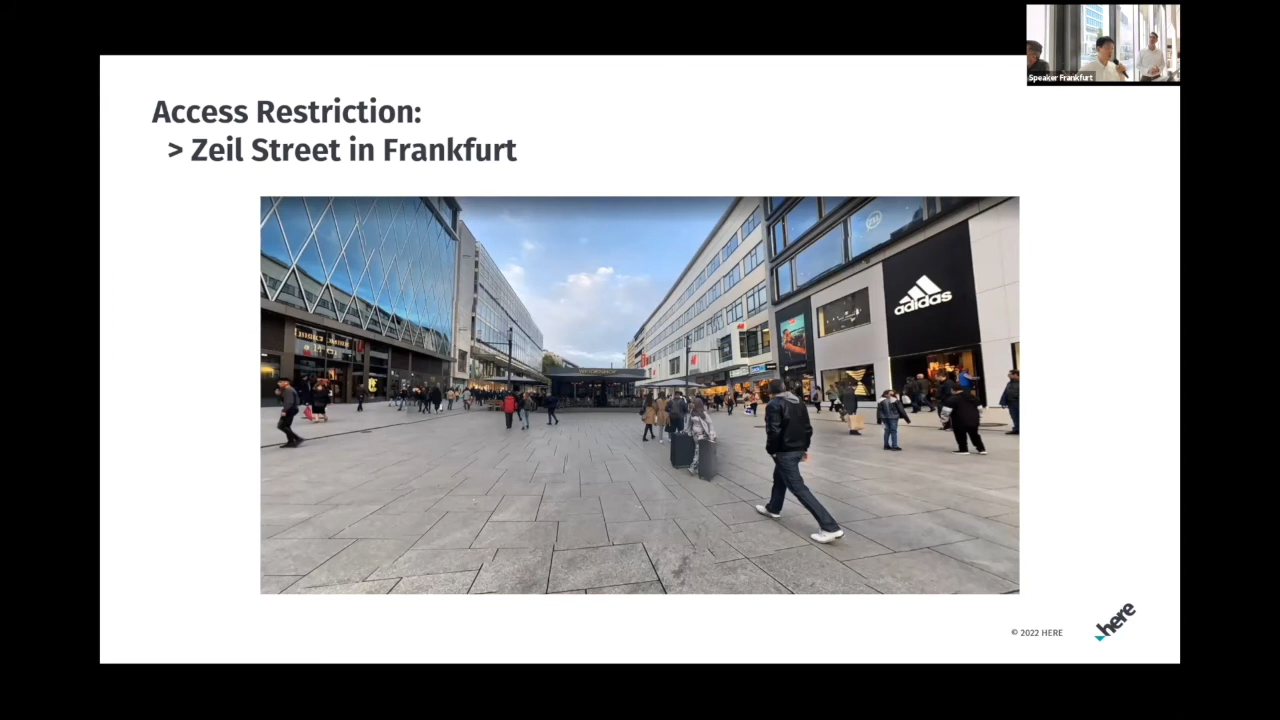 Speaker Frankfurt
Access Restriction:
> Zeil Street in Frankfurt
adidas
© 2022 HERE
here